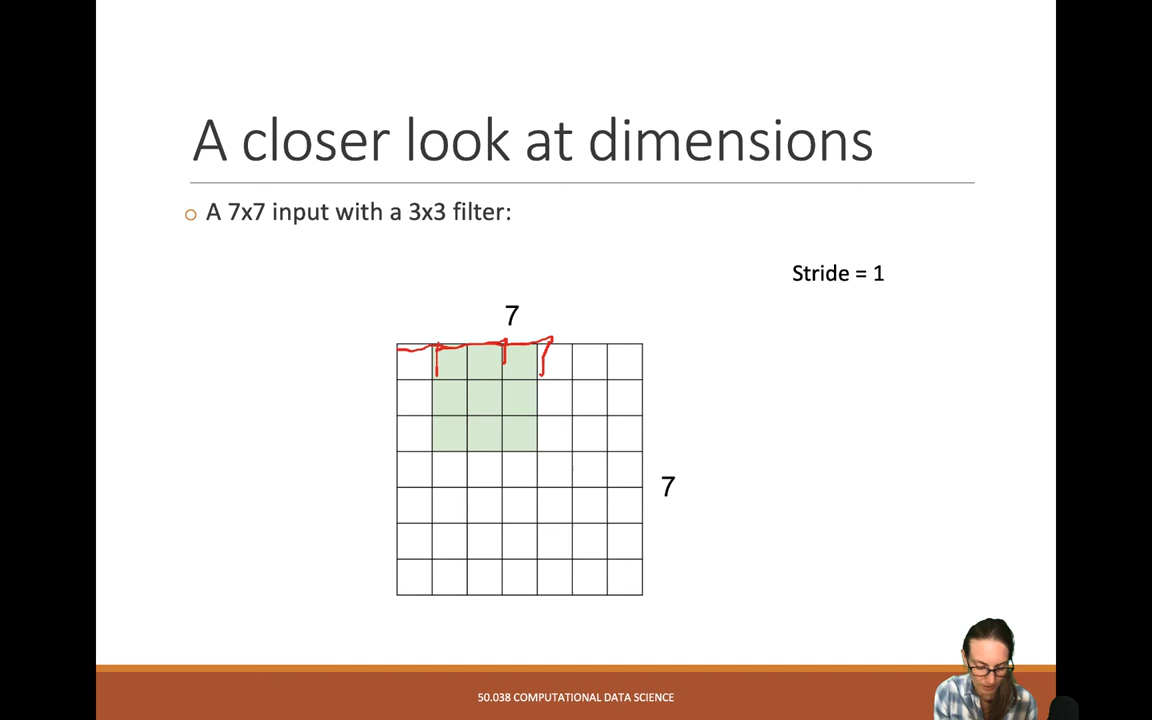 A closer look at dimensions
A 7x7 input with a 3x3 filter:
Stride = 1
7
7
50.038 COMPUTATIONAL DATA SCIENCE